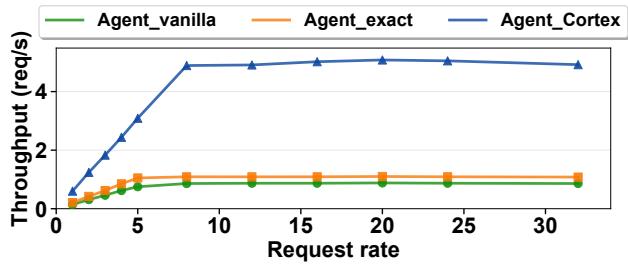 Agent_vanilla Agent_exact Agent_Cortex
Throughput (req/s)
4
2
0
0 5 10 15 20 25 30
Request rate